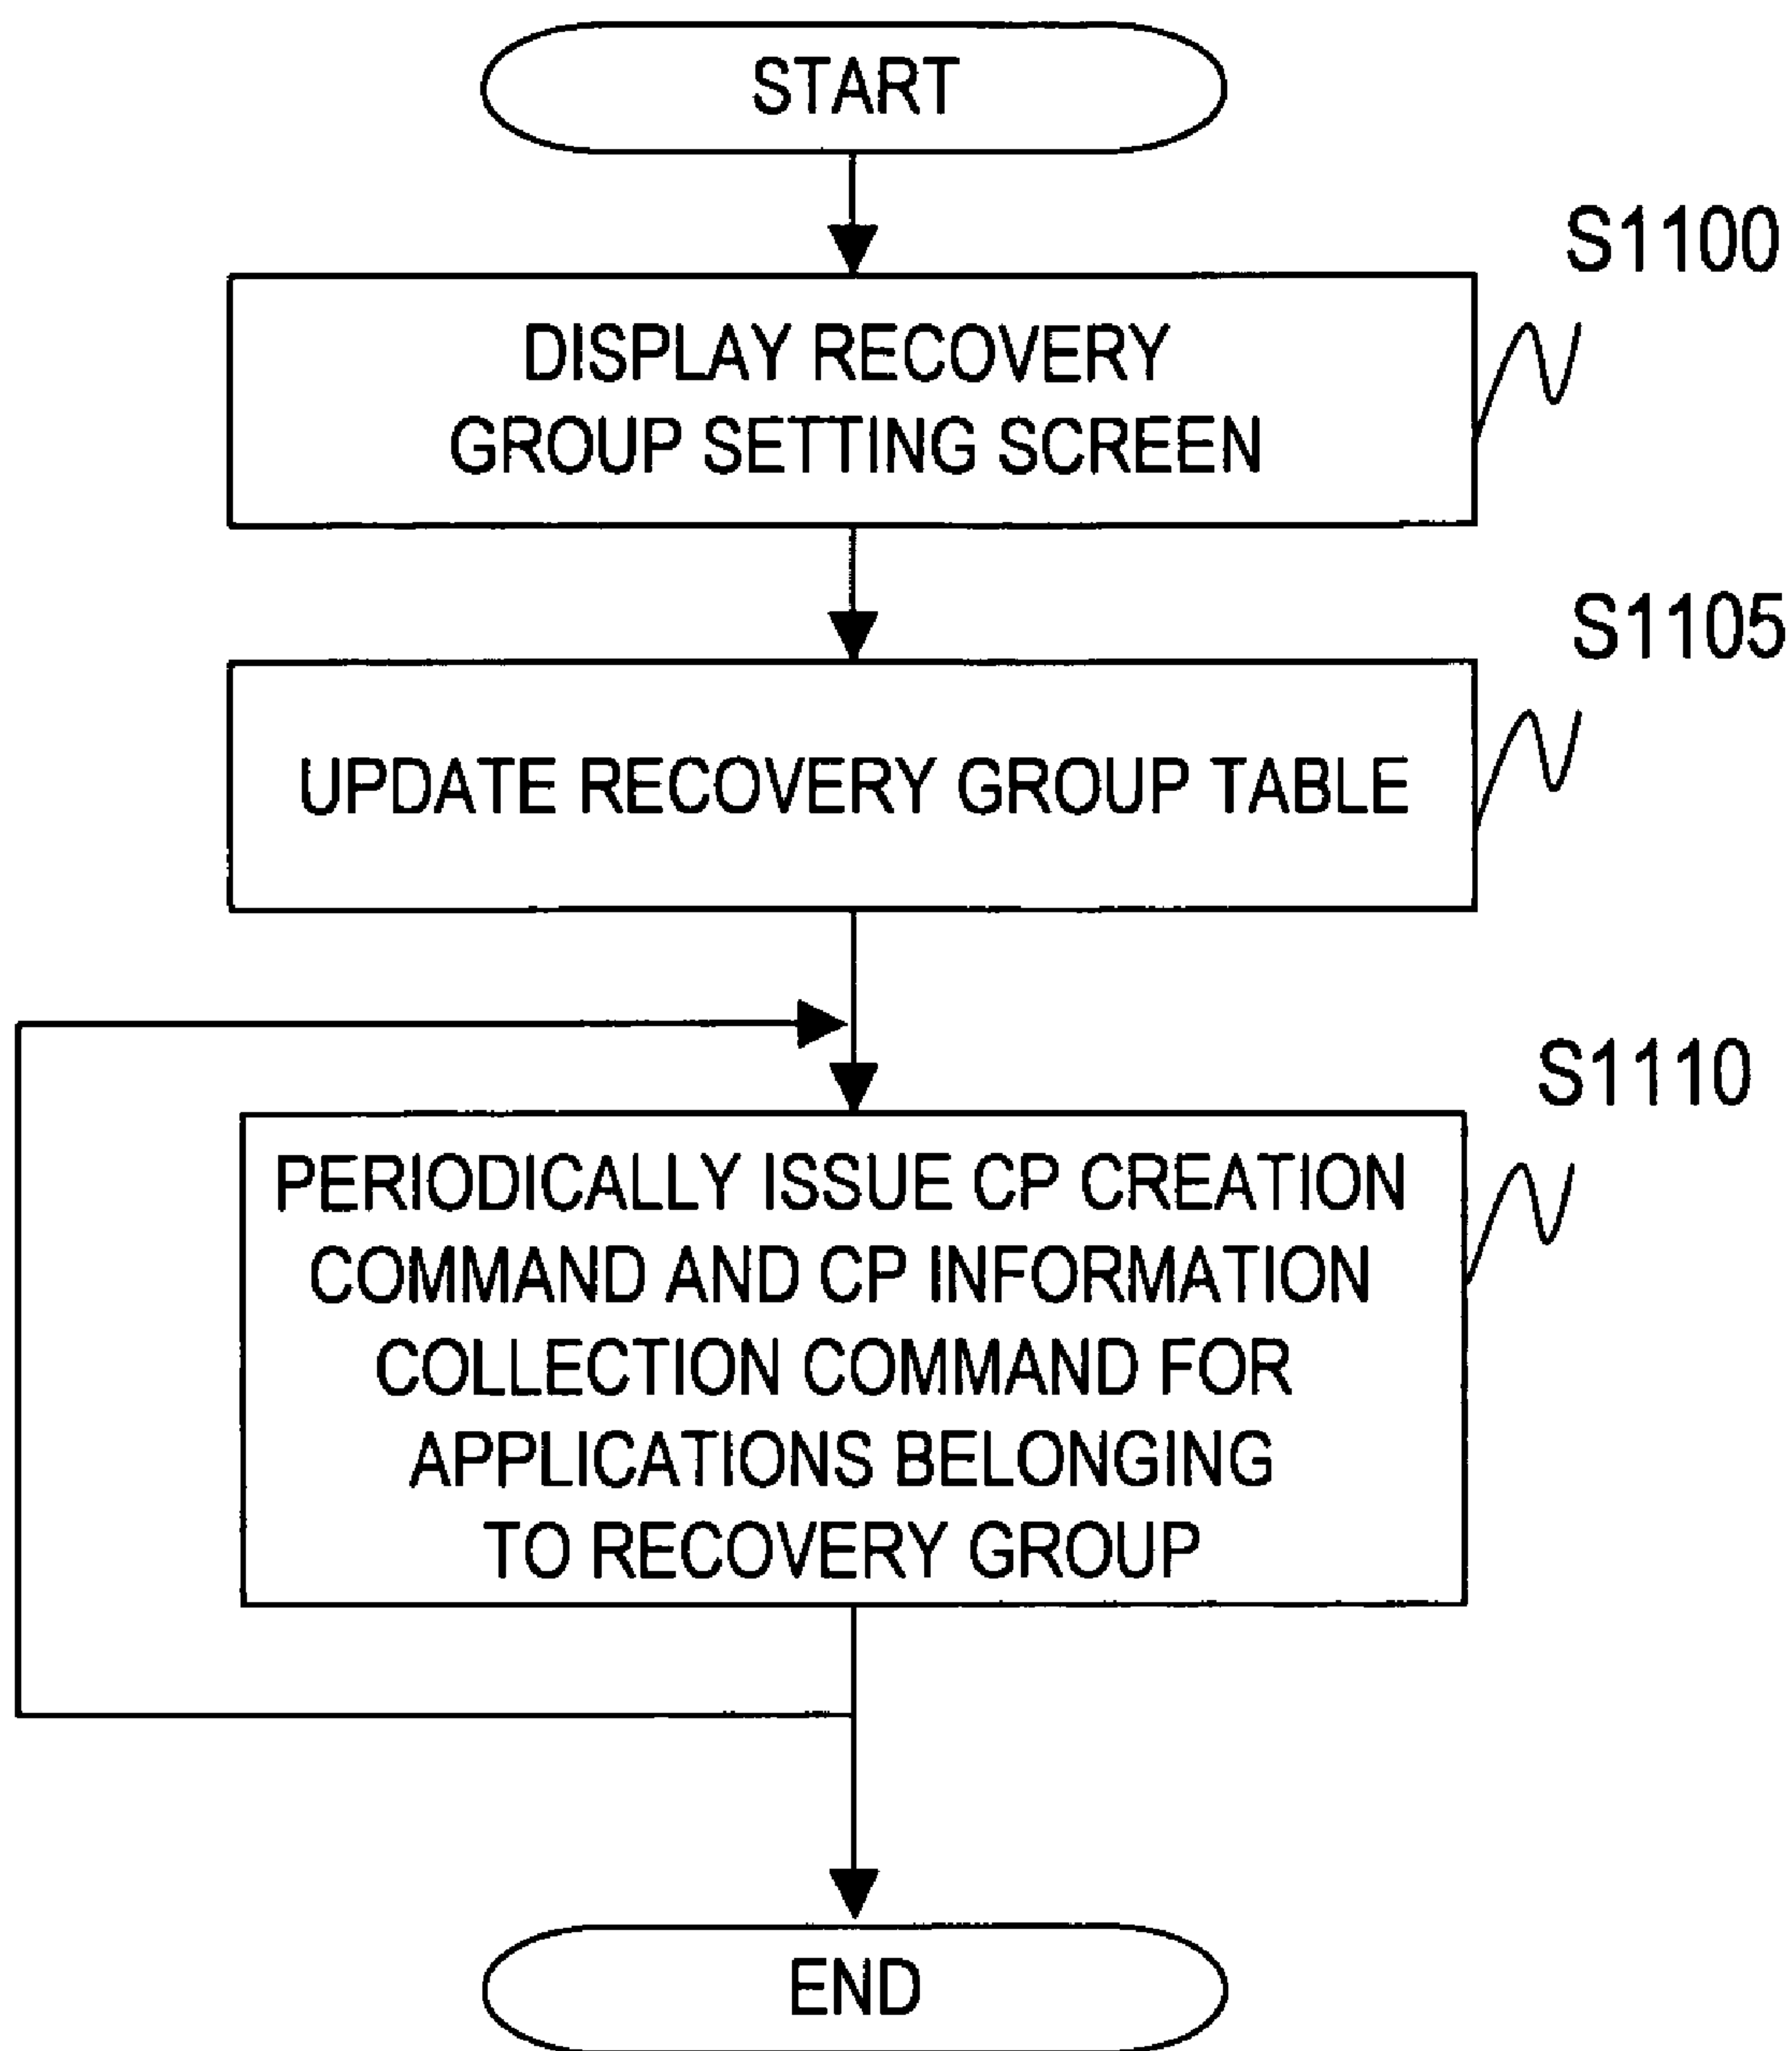 START
S1100
DISPLAY RECOVERY
GROUP SETTING SCREEN
S1105
UPDATE RECOVERY GROUP TABLE
S1110
PERIODICALLY ISSUE CP CREATION
COMMAND AND CP INFORMATION
COLLECTION COMMAND FOR
APPLICATIONS BELONGING
TO RECOVERY GROUP
END